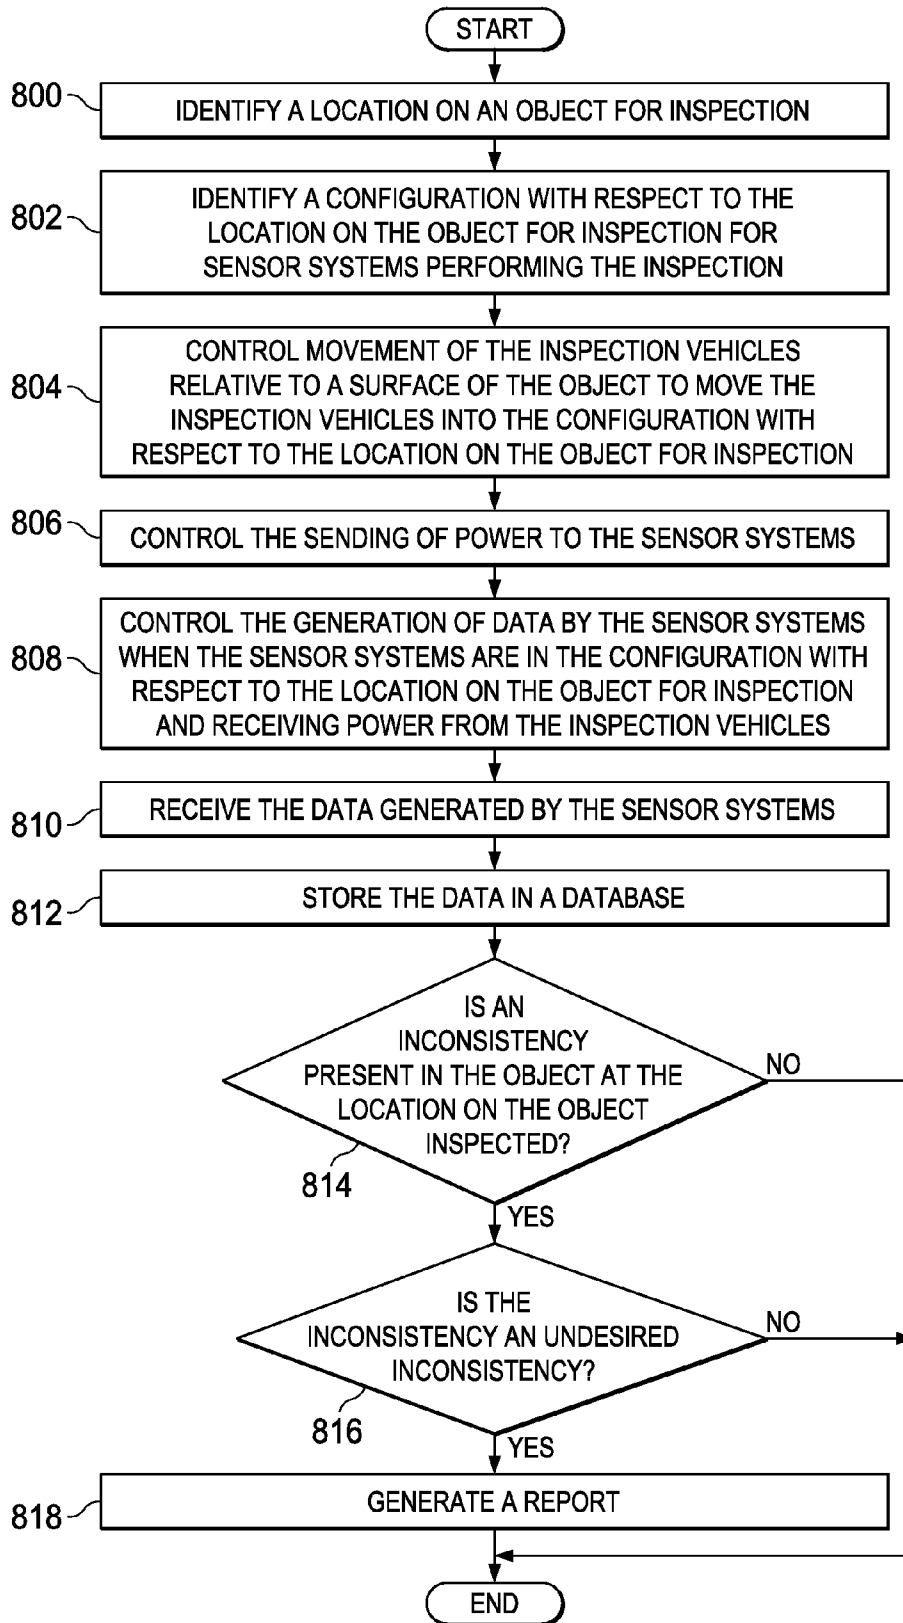 START
800
IDENTIFY A LOCATION ON AN OBJECT FOR INSPECTION
802
IDENTIFY A CONFIGURATION WITH RESPECT TO THE
LOCATION ON THE OBJECT FOR INSPECTION FOR
SENSOR SYSTEMS PERFORMING THE INSPECTION
804
CONTROL MOVEMENT OF THE INSPECTION VEHICLES
RELATIVE TO A SURFACE OF THE OBJECT TO MOVE THE
INSPECTION VEHICLES INTO THE CONFIGURATION WITH
RESPECT TO THE LOCATION ON THE OBJECT FOR INSPECTION
806
CONTROL THE SENDING OF POWER TO THE SENSOR SYSTEMS
808
CONTROL THE GENERATION OF DATA BY THE SENSOR SYSTEMS
WHEN THE SENSOR SYSTEMS ARE IN THE CONFIGURATION WITH
RESPECT TO THE LOCATION ON THE OBJECT FOR INSPECTION
AND RECEIVING POWER FROM THE INSPECTION VEHICLES
810
RECEIVE THE DATA GENERATED BY THE SENSOR SYSTEMS
812
STORE THE DATA IN A DATABASE
IS AN
INCONSISTENCY
PRESENT IN THE OBJECT AT THE
LOCATION ON THE OBJECT
INSPECTED?
NO
814
YES
IS THE
INCONSISTENCY AN UNDESIRED
INCONSISTENCY?
NO
816
YES
818
GENERATE A REPORT
END